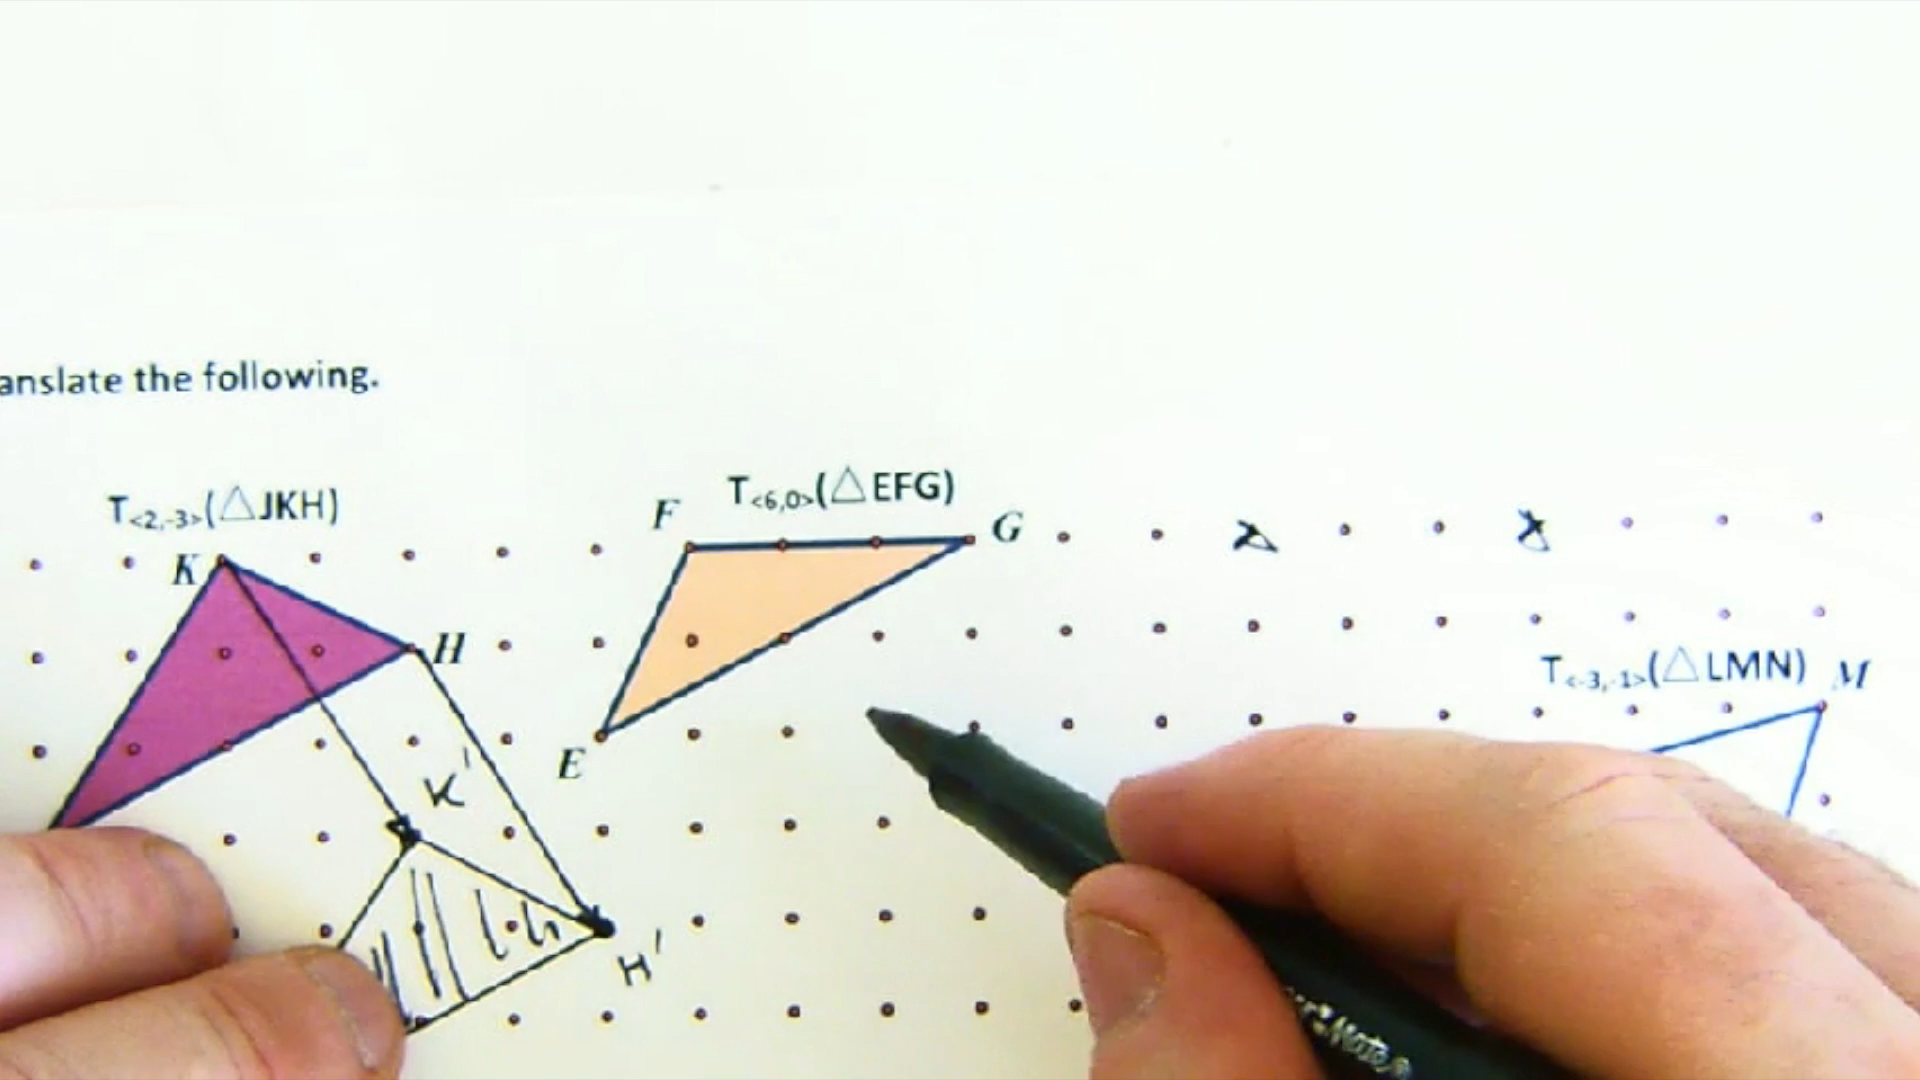 anslate the following.
T<2,-3>(△JKH)
K
H
F
T<6,0>(△EFG)
G
E
T<-3,-1>(△LMN)
M
K'
H'